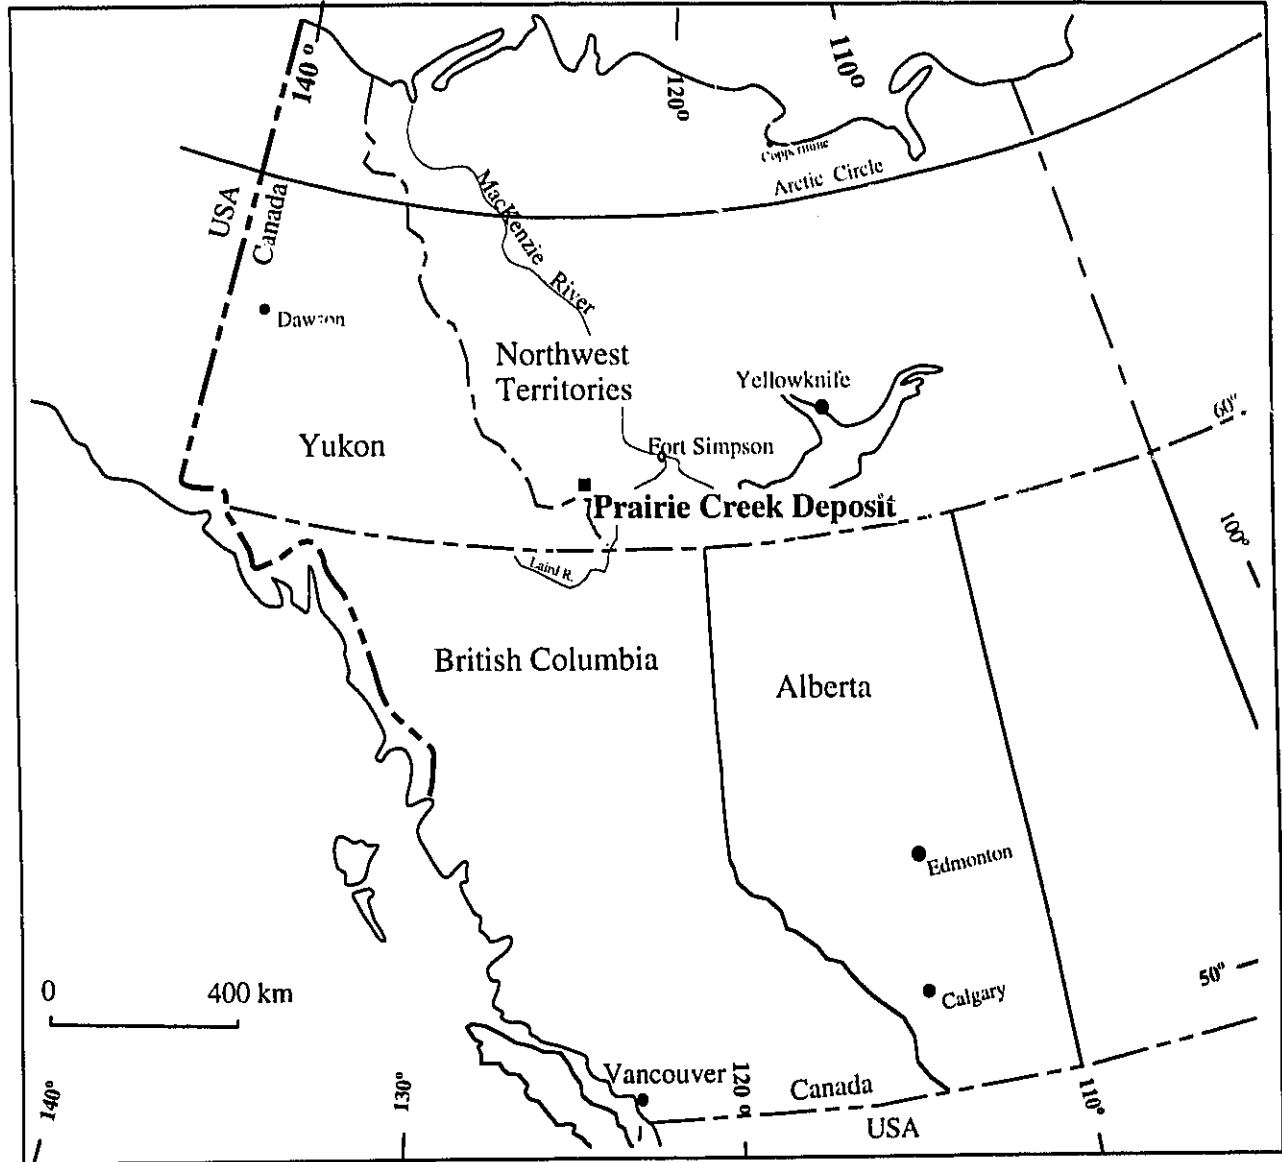 140°
120°
110°
Coppermine
Arctic Circle
USA
Canada
MacKenzie River
Dawson
Northwest
Territories
Yellowknife
60°
Yukon
Fort Simpson
Prairie Creek Deposit
100°
Laird R.
British Columbia
Alberta
Edmonton
50°
0 400 km
Calgary
Vancouver
120°
Canada
USA
140°
130°
110°